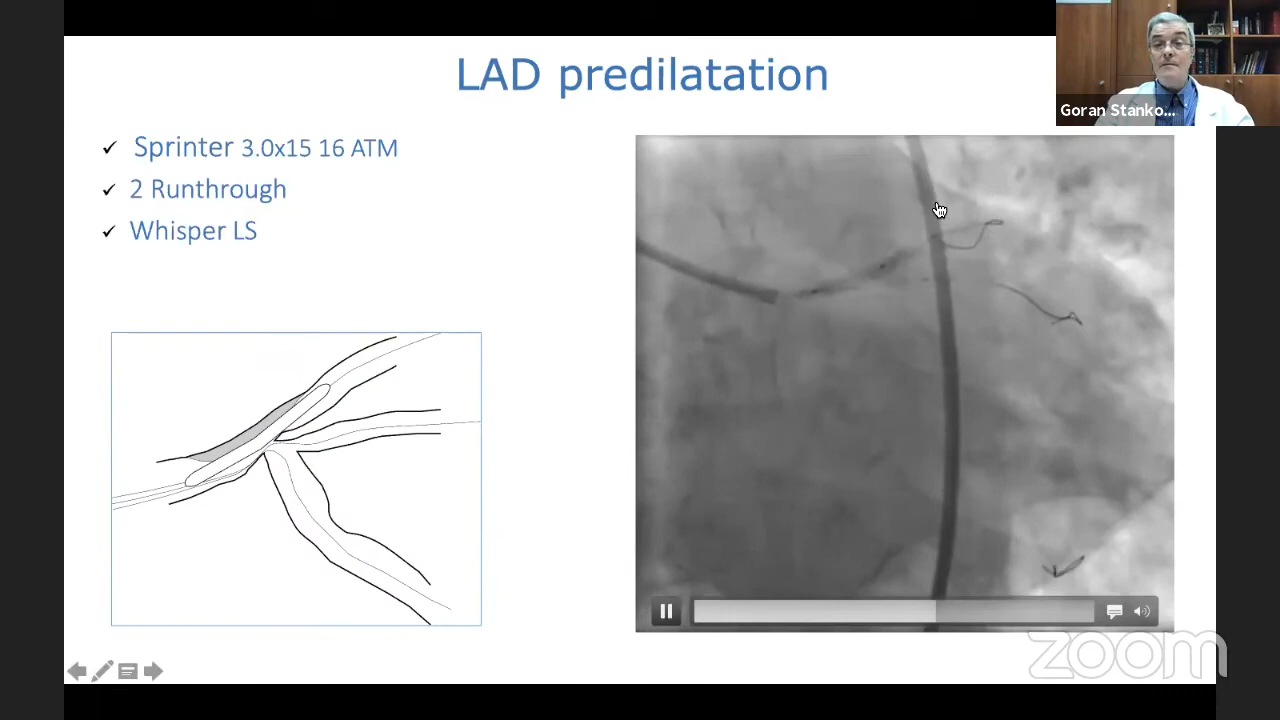 LAD predilatation
Goran Stanko...
✓ Sprinter 3.0x15 16 ATM
✓ 2 Runthrough
✓ Whisper LS
zoom